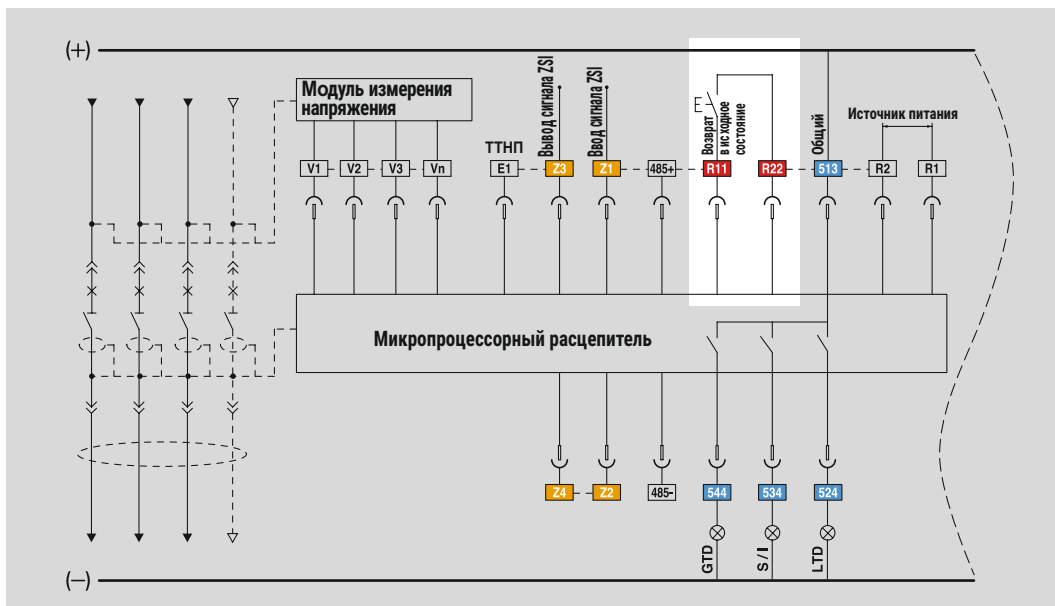 (+)
Модуль измерения
напряжения
ТТНП
Вывод сигнала ZSI
Ввод сигнала ZSI
E
Возврат
в ис ходное
состояние
Общий
Источник питания
V1 V2 V3 Vn E1 Z3 Z1 485+ R11 R22 513 R2 R1
Микропроцессорный расцепитель
Z4 Z2 485- 544 534 524
GTD S/I LTD
(—)